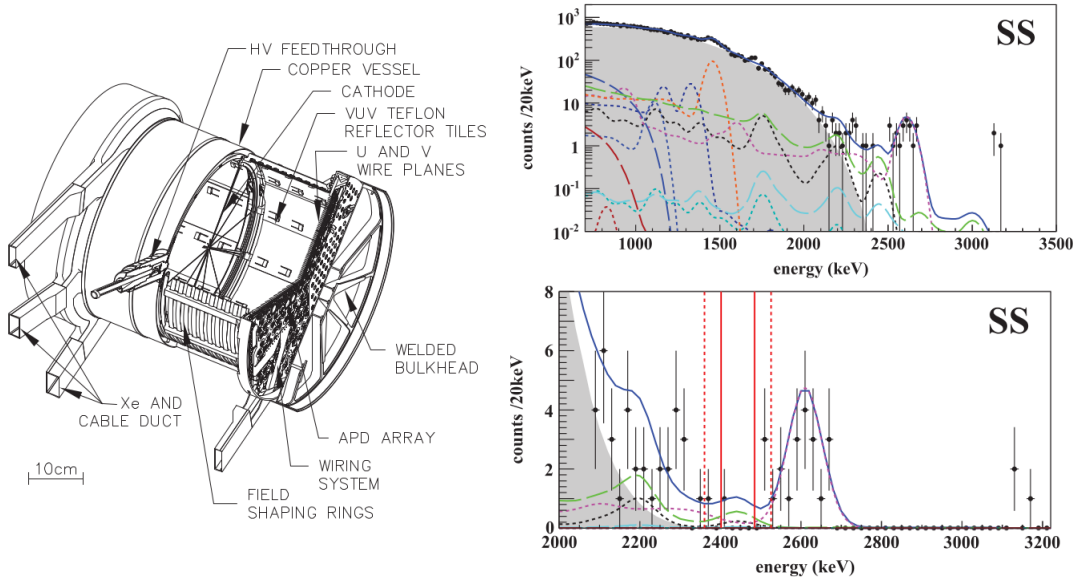 HV FEEDTHROUGH
COPPER VESSEL
CATHODE
VUV TEFLON
REFLECTOR TILES
U AND V
WIRE PLANES
WELDED
BULKHEAD
APD ARRAY
WIRING
SYSTEM
FIELD
SHAPING RINGS
Xe AND
CABLE DUCT
10cm
SS
counts /20keV
10³
10²
10
1
10⁻¹
10⁻²
1000 1500 2000 2500 3000 3500
energy (keV)
SS
counts /20keV
8
6
4
2
0
2000 2200 2400 2600 2800 3000 3200
energy (keV)